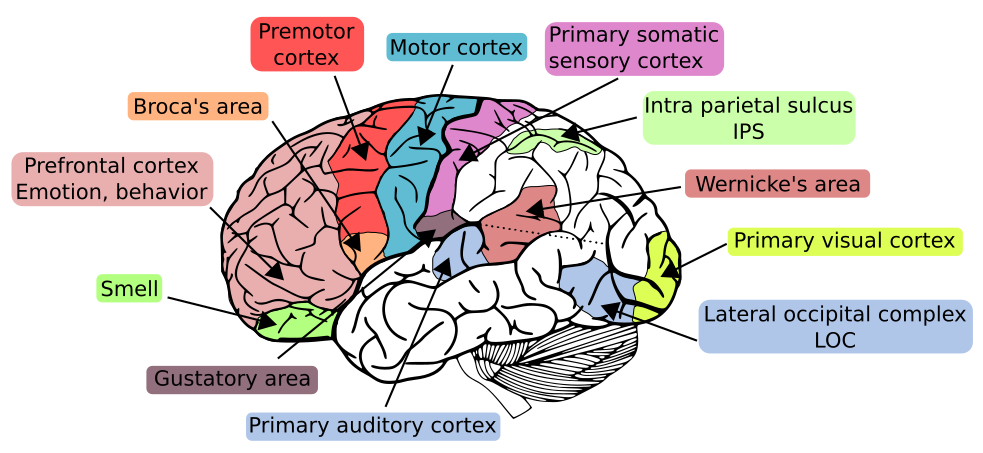 Premotor
cortex
Motor cortex
Primary somatic
sensory cortex
Broca's area
Intra parietal sulcus
IPS
Prefrontal cortex
Emotion, behavior
Wernicke's area
Primary visual cortex
Smell
Lateral occipital complex
LOC
Gustatory area
Primary auditory cortex